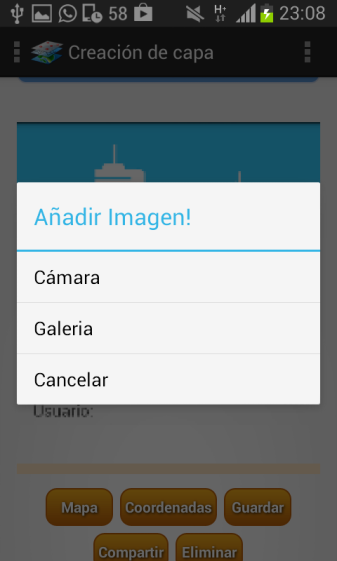 58 H+ 23:08
Creación de capa
Añadir Imagen!
Cámara
Galeria
Cancelar
Usuario:
Mapa Coordenadas Guardar
Compartir Eliminar